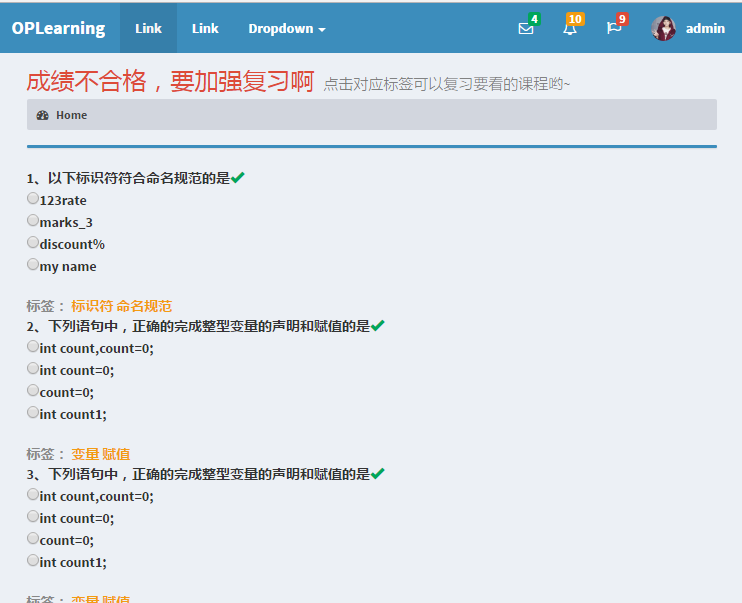 OPLearning Link Link Dropdown 4 10 9 admin
成绩不合格，要加强复习啊 点击对应标签可以复习要看的课程哟~
Home
1、以下标识符符合命名规范的是
123rate
marks_3
discount%
my name
标签： 标识符 命名规范
2、下列语句中，正确的完成整型变量的声明和赋值的是
int count,count=0;
int count=0;
count=0;
int count1;
标签： 变量 赋值
3、下列语句中，正确的完成整型变量的声明和赋值的是
int count,count=0;
int count=0;
count=0;
int count1;
标签： 变量 赋值